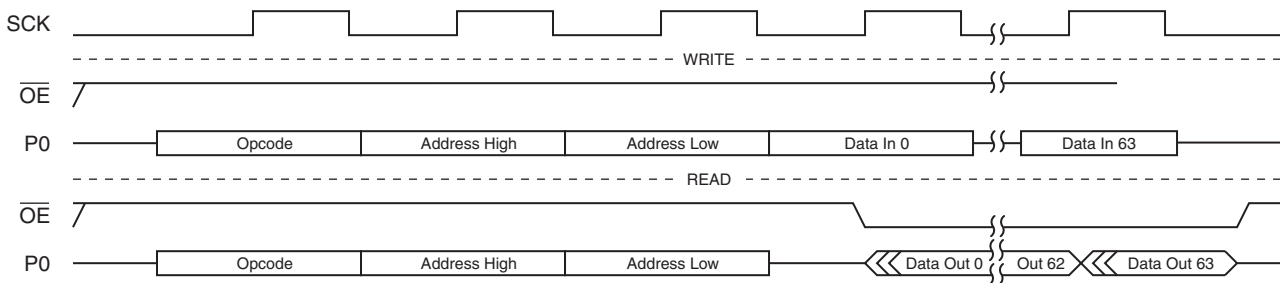 SCK
WRITE
OE
P0 Opcode Address High Address Low Data In 0 Data In 63
READ
OE
P0 Opcode Address High Address Low Data Out 0 Out 62 Data Out 63